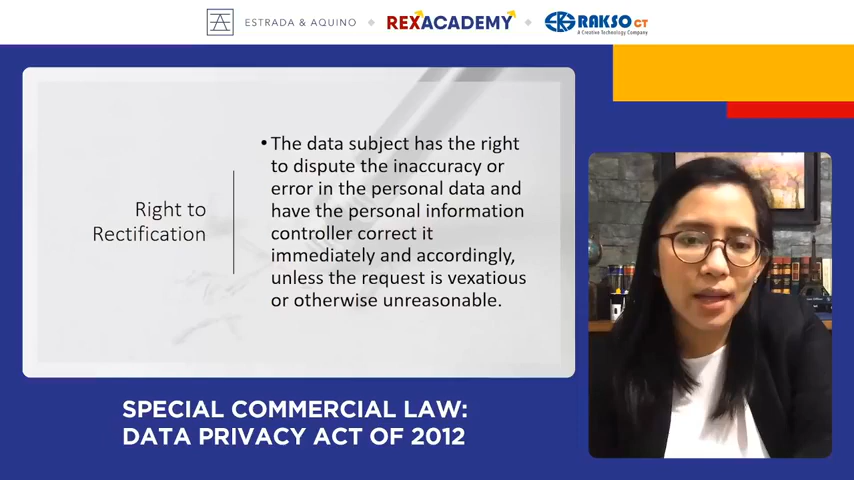 ESTRADA & AQUINO
REXACADEMY
RAKSO CT
A Creative Technology Company
Right to
Rectification
• The data subject has the right
to dispute the inaccuracy or
error in the personal data and
have the personal information
controller correct it
immediately and accordingly,
unless the request is vexatious
or otherwise unreasonable.
SPECIAL COMMERCIAL LAW:
DATA PRIVACY ACT OF 2012